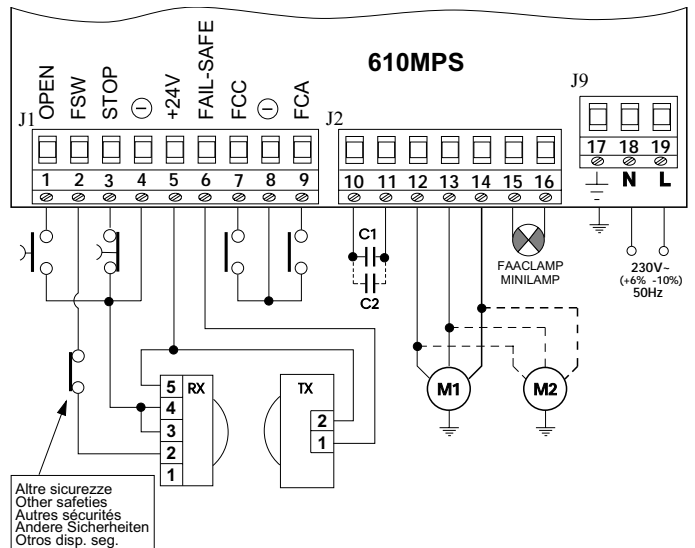 610MPS
J1
OPEN
FSW
STOP
−
+24V
FAIL-SAFE
FCC
−
FCA
J2
J9
1 2 3 4 5 6 7 8 9
10 11 12 13 14 15 16
17 18 19
N L
C1
C2
FAACLAMP
MINILAMP
230V~
(+6% -10%)
50Hz
5 RX
4
3
2
1
TX
2
1
M1
M2
Altre sicurezze
Other safeties
Autres sécurités
Andere Sicherheiten
Otros disp. seg.